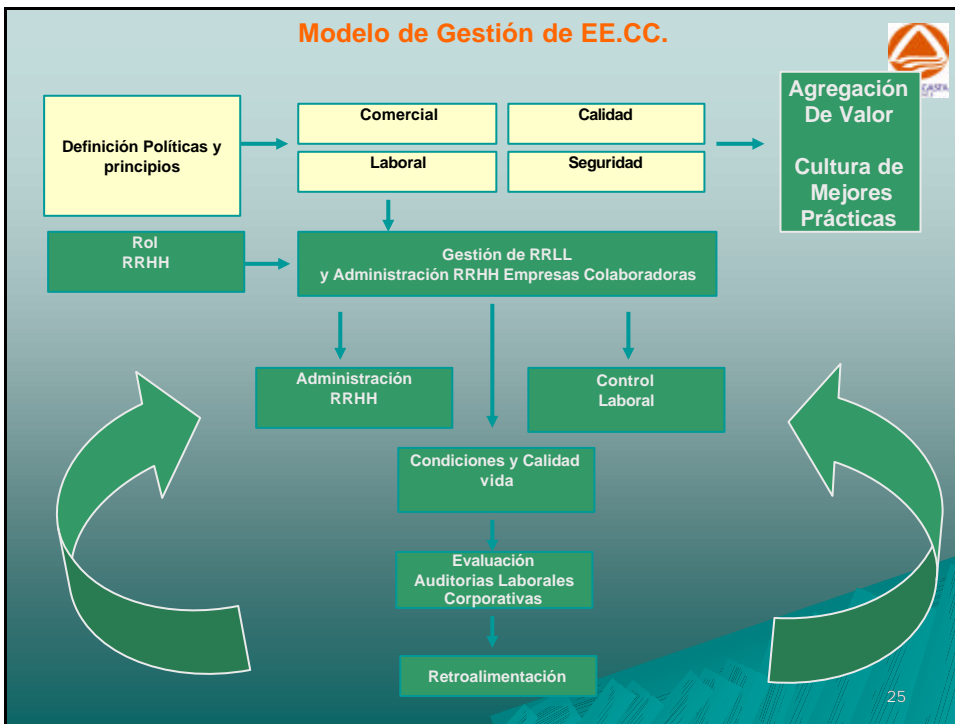 Modelo de Gestión de EE.CC.
Definición Políticas y
principios
Comercial
Calidad
Laboral
Seguridad
Agregación
De Valor
Cultura de
Mejores
Prácticas
Rol
RRHH
Gestión de RRLL
y Administración RRHH Empresas Colaboradoras
Administración
RRHH
Control
Laboral
Condiciones y Calidad
vida
Evaluación
Auditorias Laborales
Corporativas
Retroalimentación
25